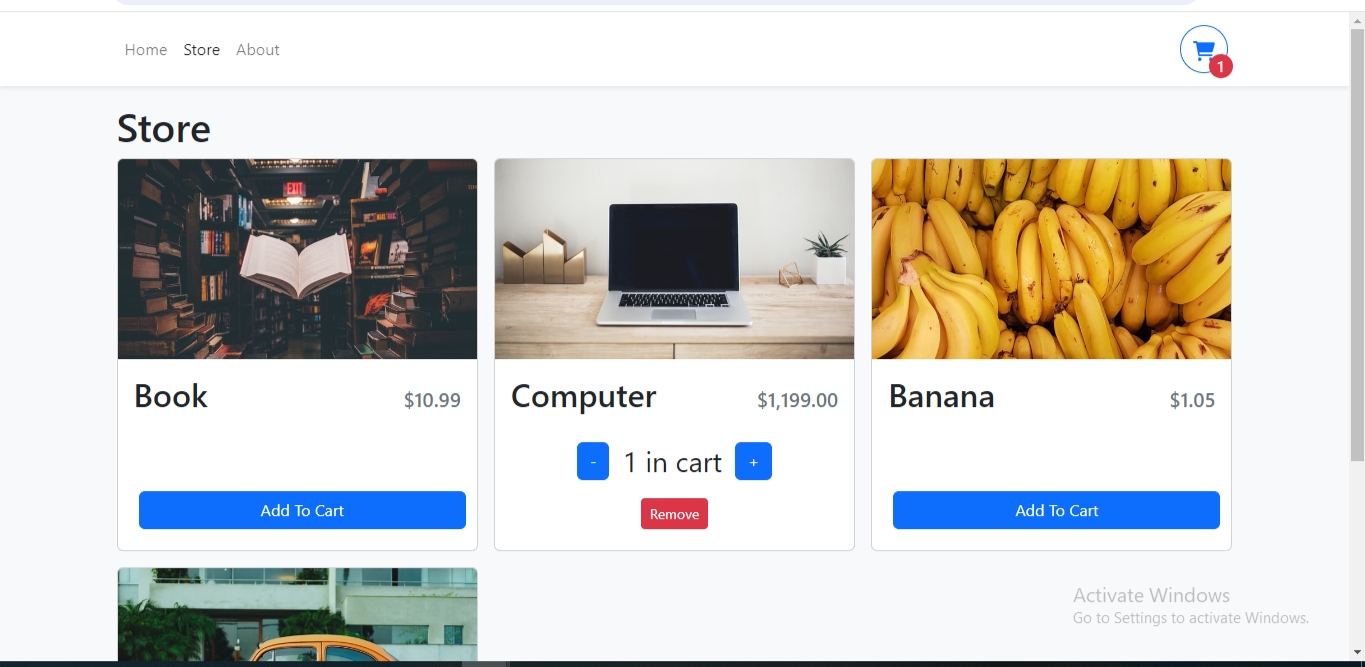 Home Store About
1
Store
EXIT
Book $10.99
Computer $1,199.00
Banana $1.05
- 1 in cart +
Add To Cart
Remove
Add To Cart
Activate Windows
Go to Settings to activate Windows.